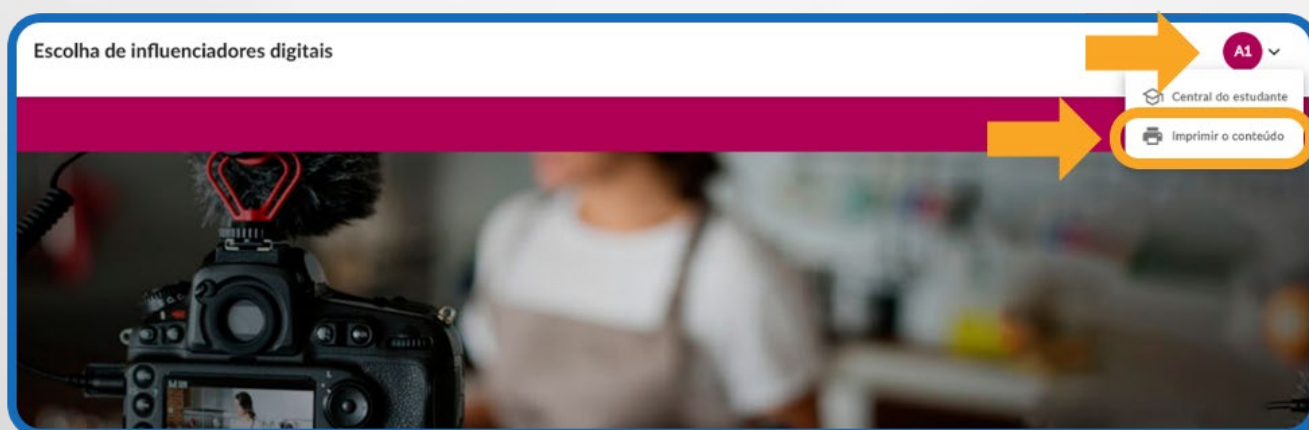 Escolha de influenciadores digitais
A1
Central do estudante
Imprimir o conteúdo